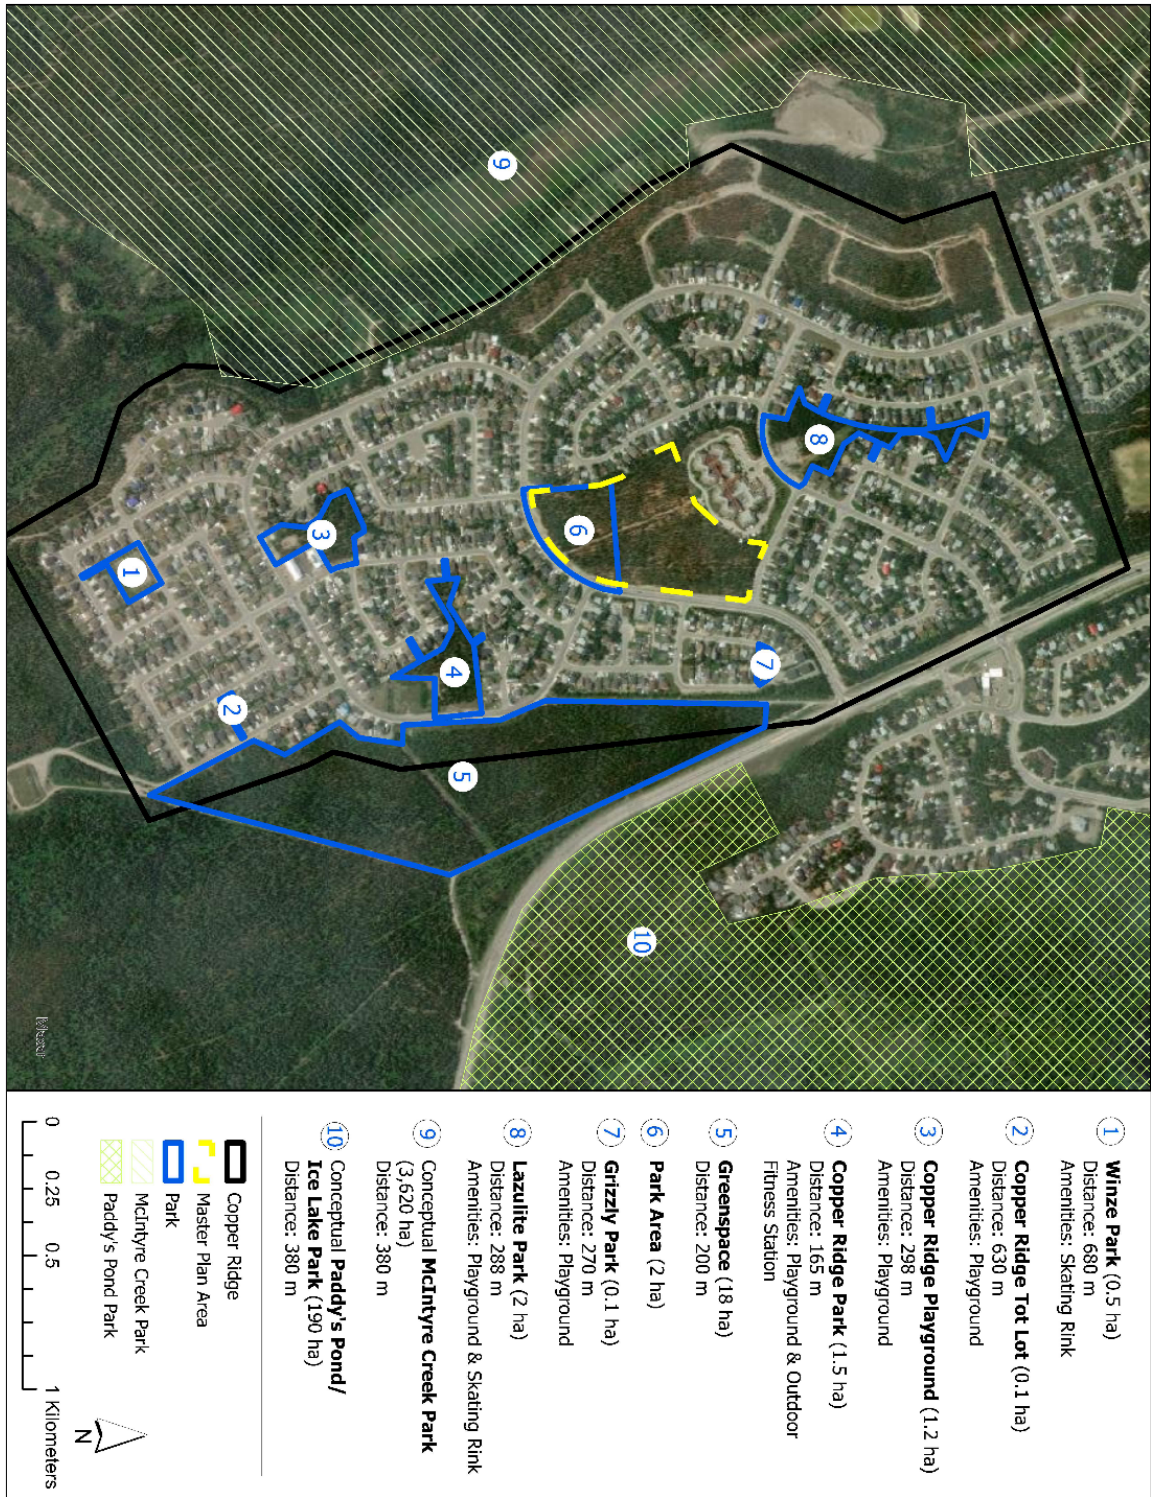 1 Winze Park (0.5 ha)
Distance: 680 m
Amenities: Skating Rink
2 Copper Ridge Tot Lot (0.1 ha)
Distance: 630 m
Amenities: Playground
3 Copper Ridge Playground (1.2 ha)
Distance: 298 m
Amenities: Playground
4 Copper Ridge Park (1.5 ha)
Distance: 165 m
Amenities: Playground & Outdoor
Fitness Station
5 Greenspace (18 ha)
Distance: 200 m
6 Park Area (2 ha)
7 Grizzly Park (0.1 ha)
Distance: 270 m
Amenities: Playground
8 Lazulite Park (2 ha)
Distance: 288 m
Amenities: Playground & Skating Rink
9 Conceptual McIntyre Creek Park
(3,620 ha)
Distance: 380 m
10 Conceptual Paddy's Pond/
Ice Lake Park (190 ha)
Distance: 380 m
Copper Ridge
Master Plan Area
Park
McIntyre Creek Park
Paddy's Pond Park
0 0.25 0.5 1 Kilometers
N
1
2
3
4
5
6
7
8
9
10